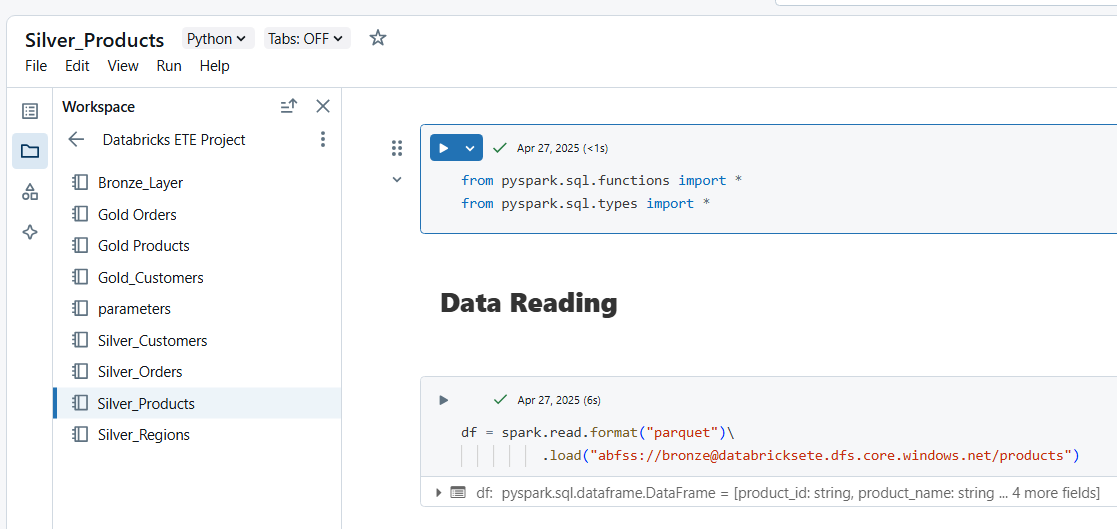 Silver_Products Python Tabs: OFF
File Edit View Run Help
Workspace
Databricks ETE Project
Bronze_Layer
Gold Orders
Gold Products
Gold_Customers
parameters
Silver_Customers
Silver_Orders
Silver_Products
Silver_Regions
Apr 27, 2025 (<1s)
from pyspark.sql.functions import *
from pyspark.sql.types import *
Data Reading
Apr 27, 2025 (6s)
df = spark.read.format("parquet")\
.load("abfss://bronze@databricksete.dfs.core.windows.net/products")
df: pyspark.sql.dataframe.DataFrame = [product_id: string, product_name: string ... 4 more fields]